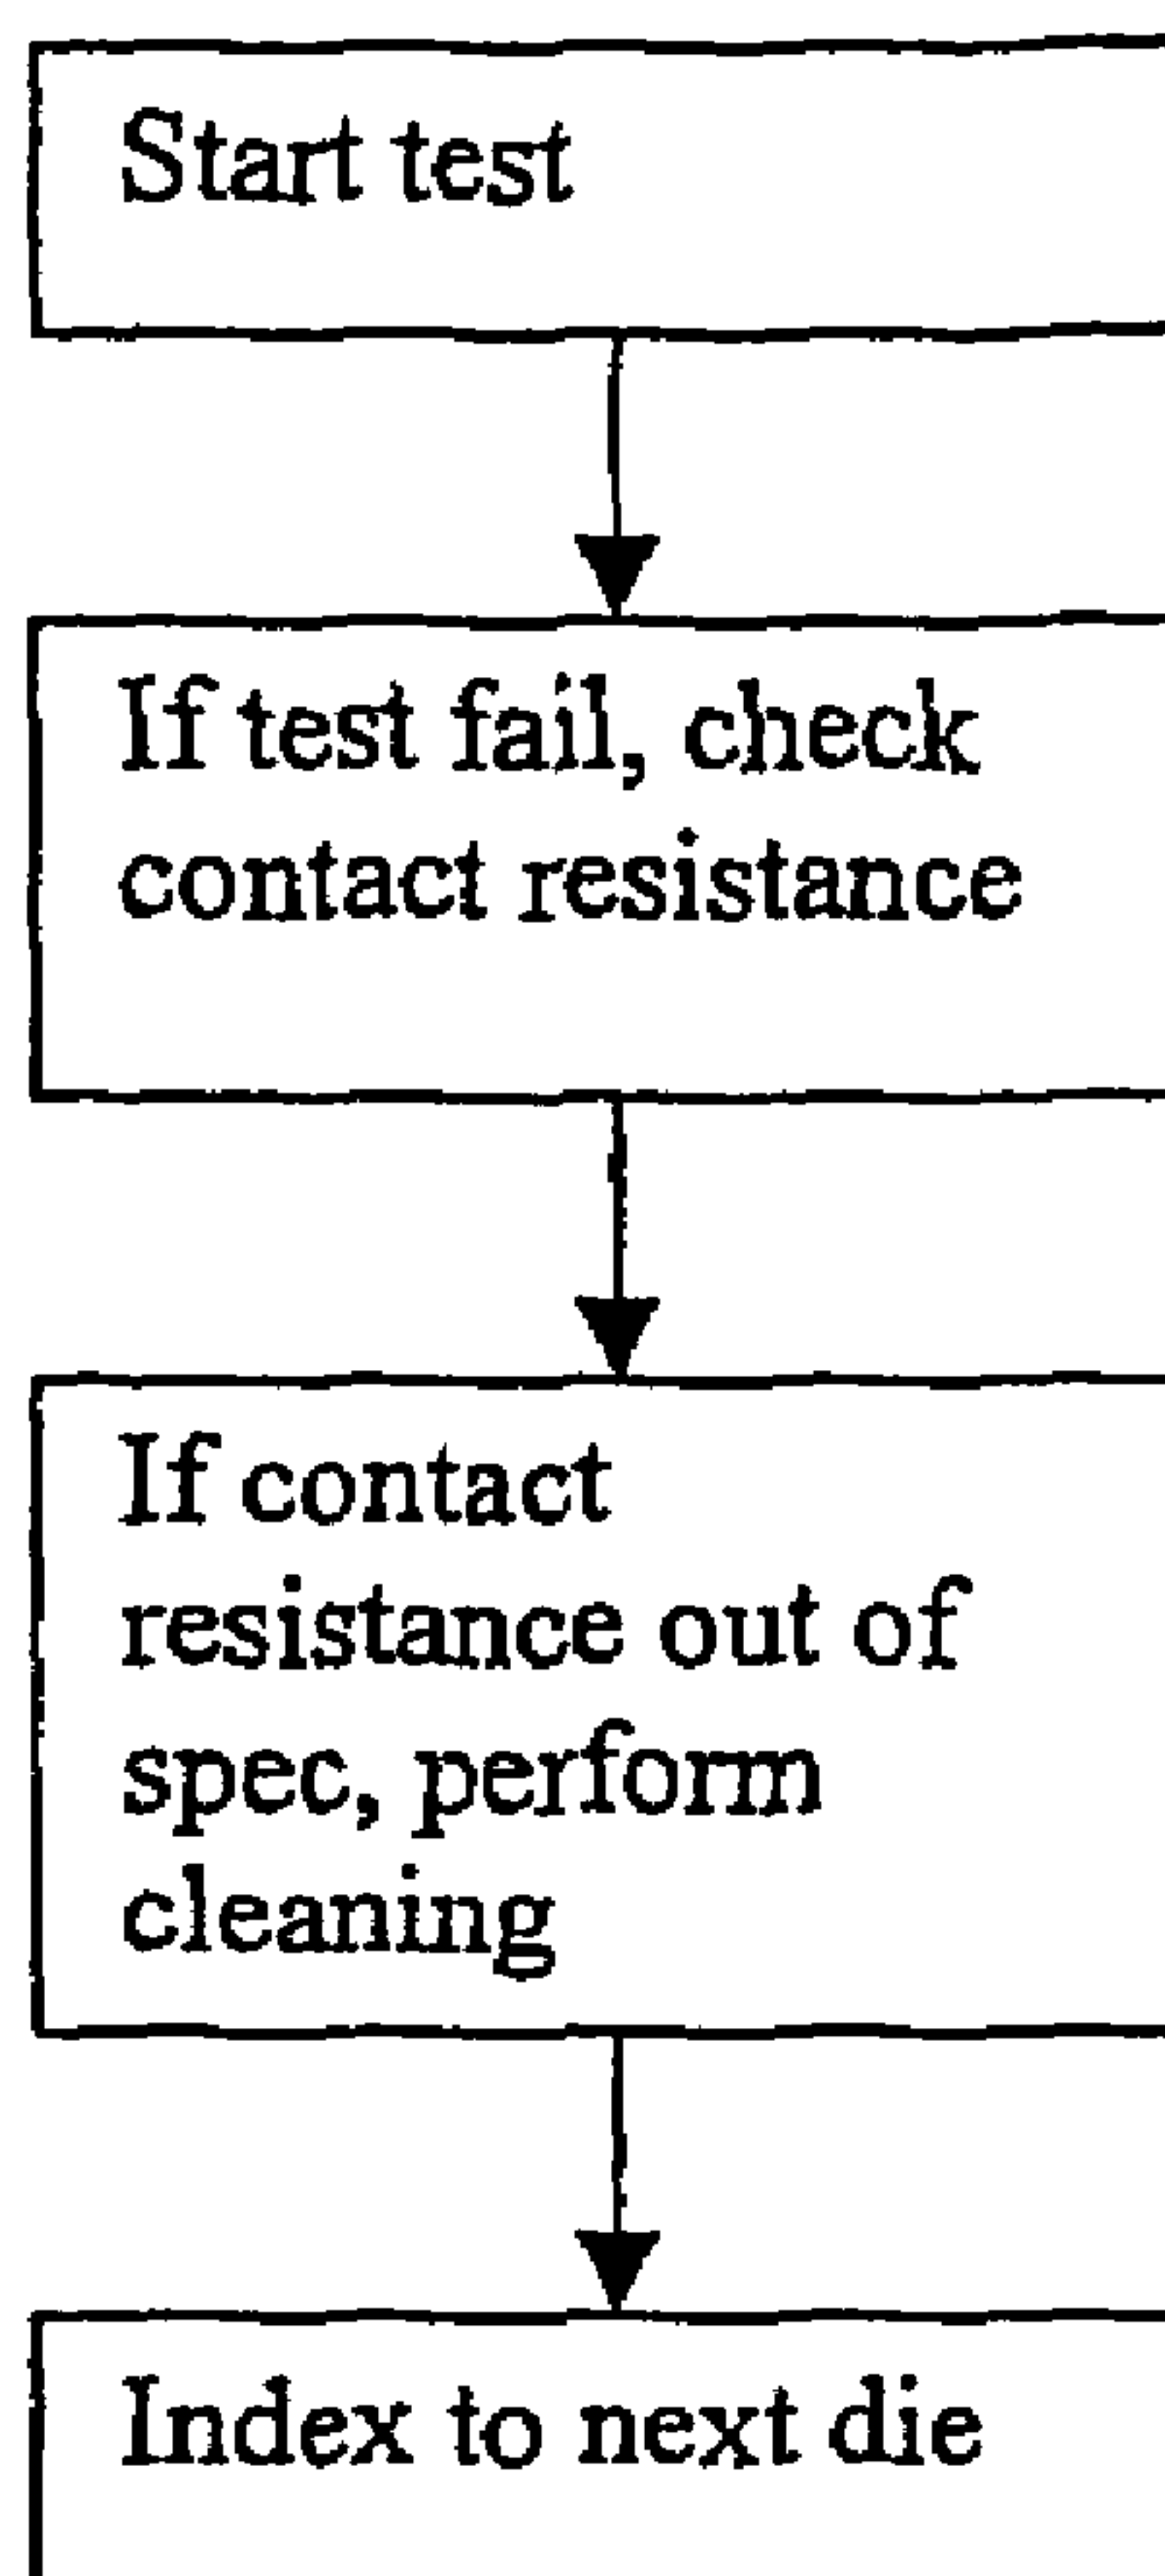 Start test
If test fail, check
contact resistance
If contact
resistance out of
spec, perform
cleaning
Index to next die